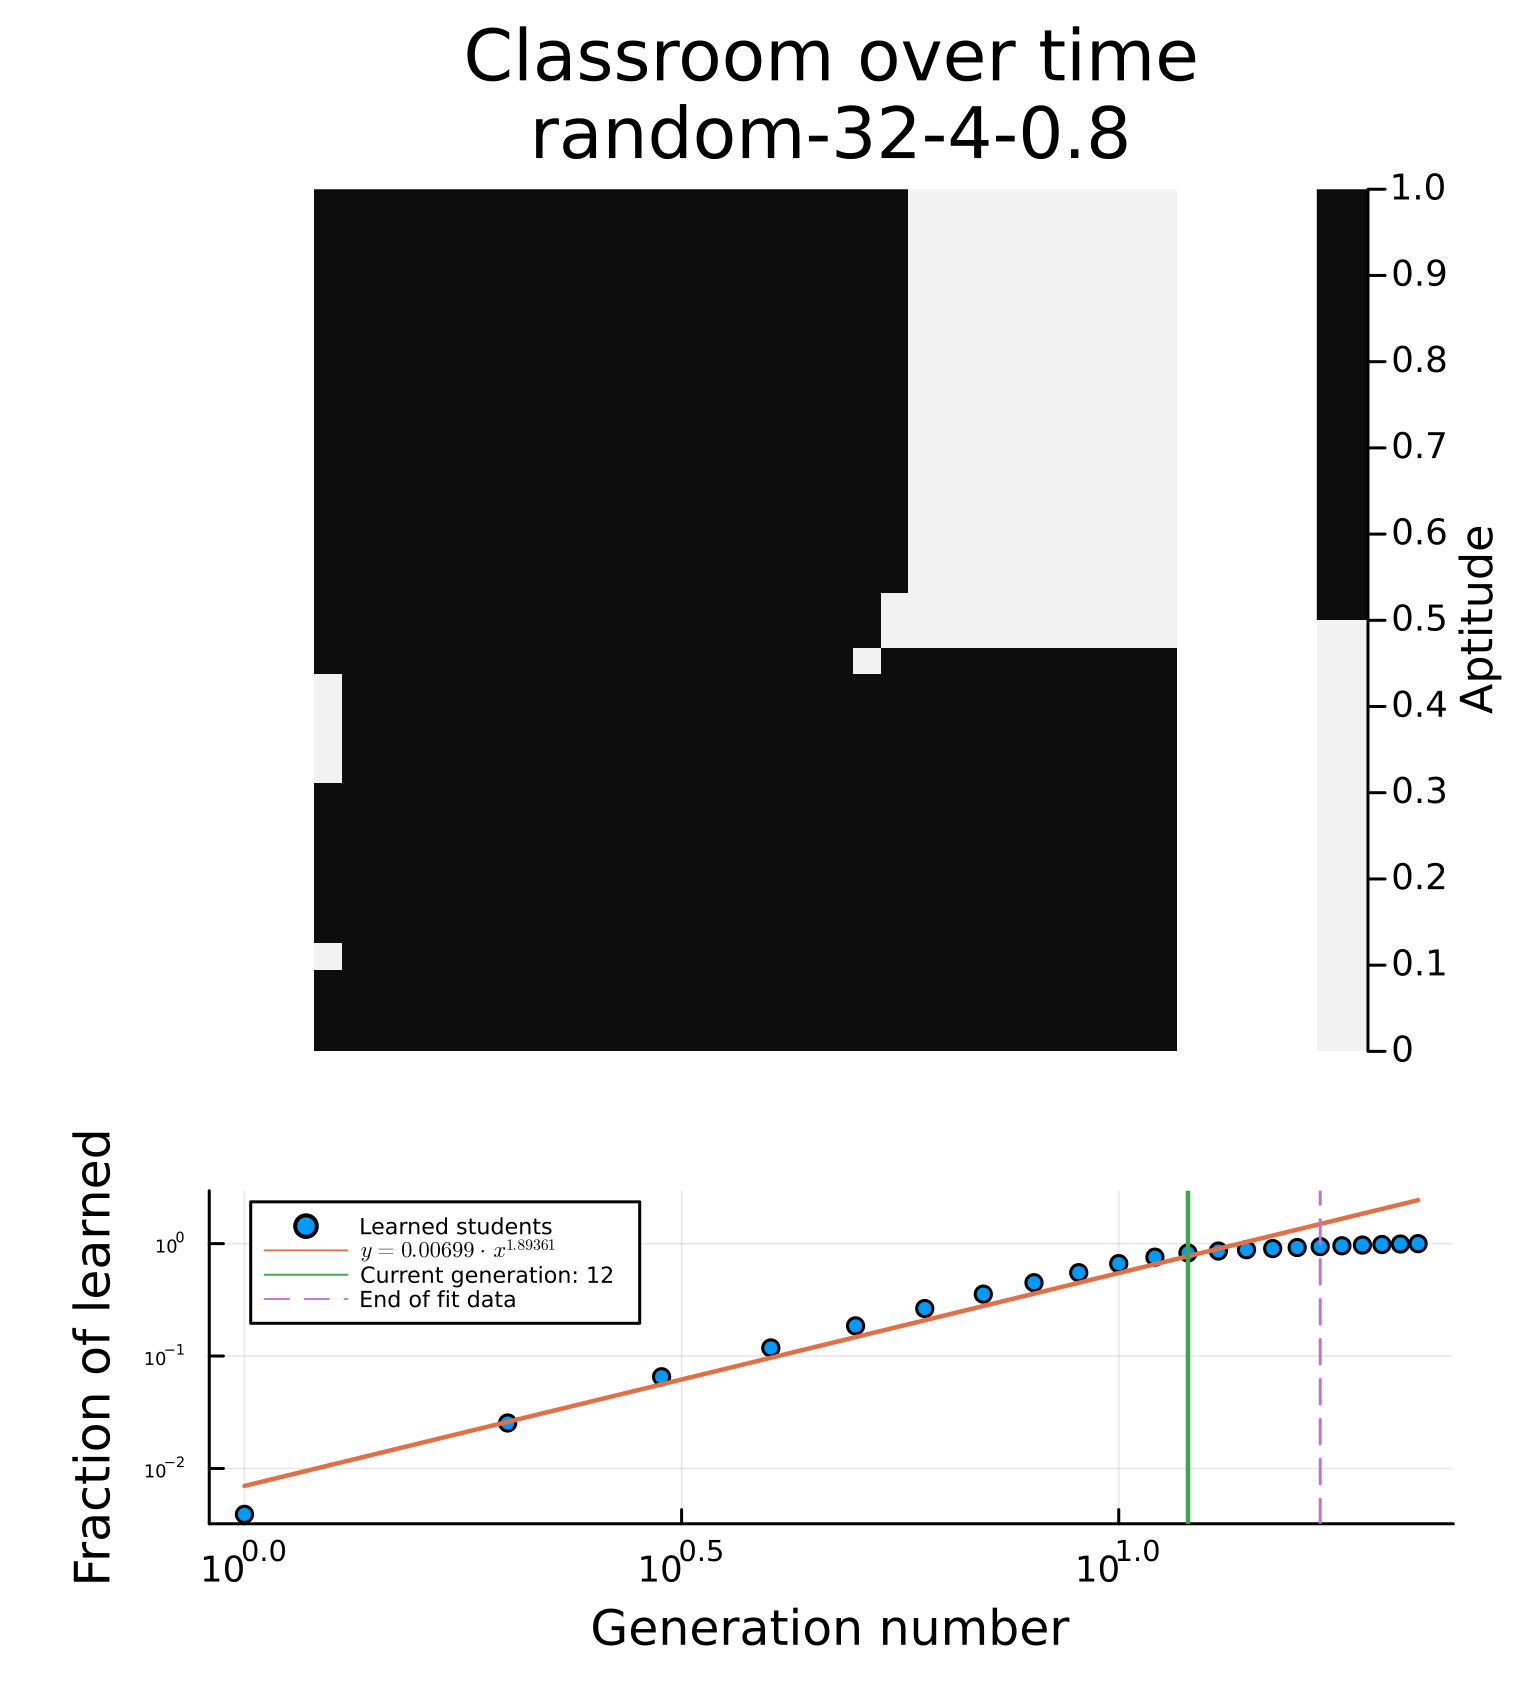 Classroom over time
random-32-4-0.8
1.0
0.9
0.8
0.7
0.6
0.5
0.4
0.3
0.2
0.1
0
Aptitude
Fraction of learned
10⁰
10⁻¹
10⁻²
Learned students
y = 0.00699 · x^1.89361
Current generation: 12
End of fit data
10^0.0
10^0.5
10^1.0
Generation number